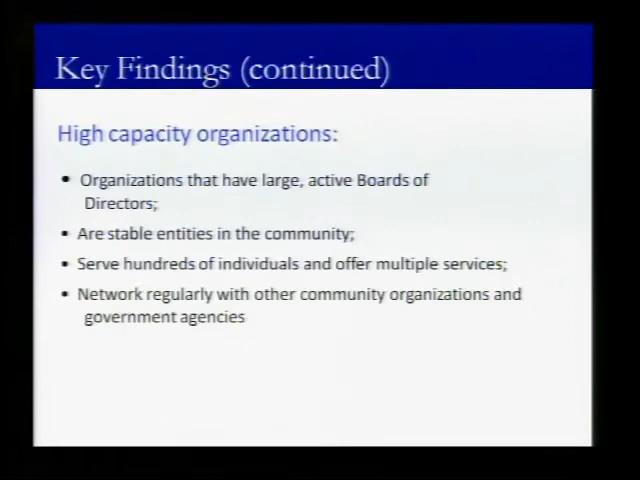 Key Findings (continued)
High capacity organizations:
• Organizations that have large, active Boards of
Directors;
• Are stable entities in the community;
• Serve hundreds of individuals and offer multiple services;
• Network regularly with other community organizations and
government agencies